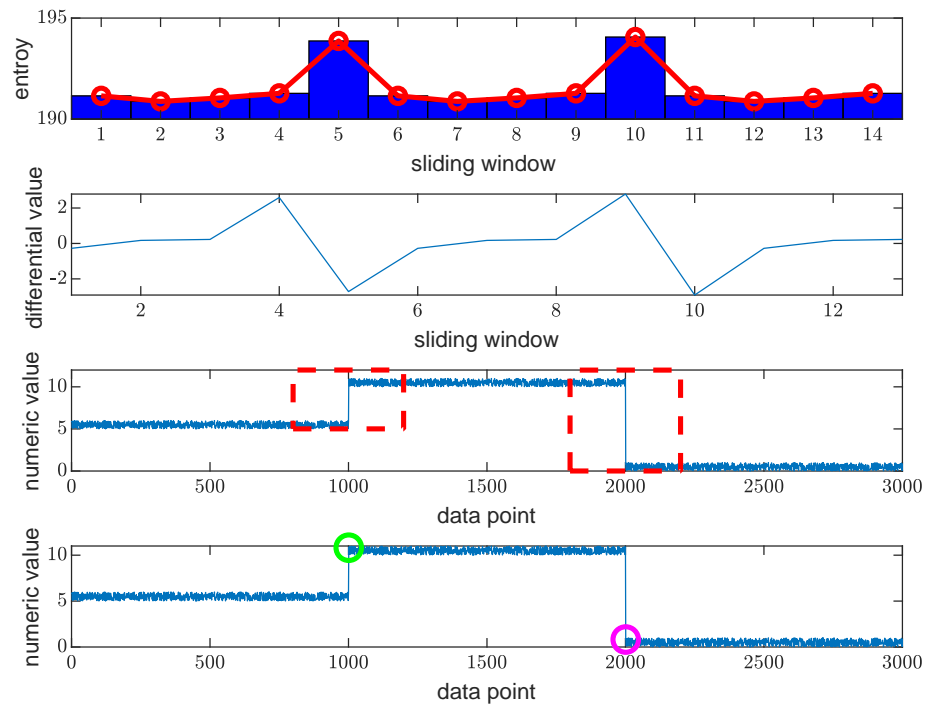 195
entroy
190
1 2 3 4 5 6 7 8 9 10 11 12 13 14
sliding window
2
differential value
0
-2
2 4 6 8 10 12
sliding window
10
numeric value
5
0
0 500 1000 1500 2000 2500 3000
data point
10
numeric value
5
0
0 500 1000 1500 2000 2500 3000
data point